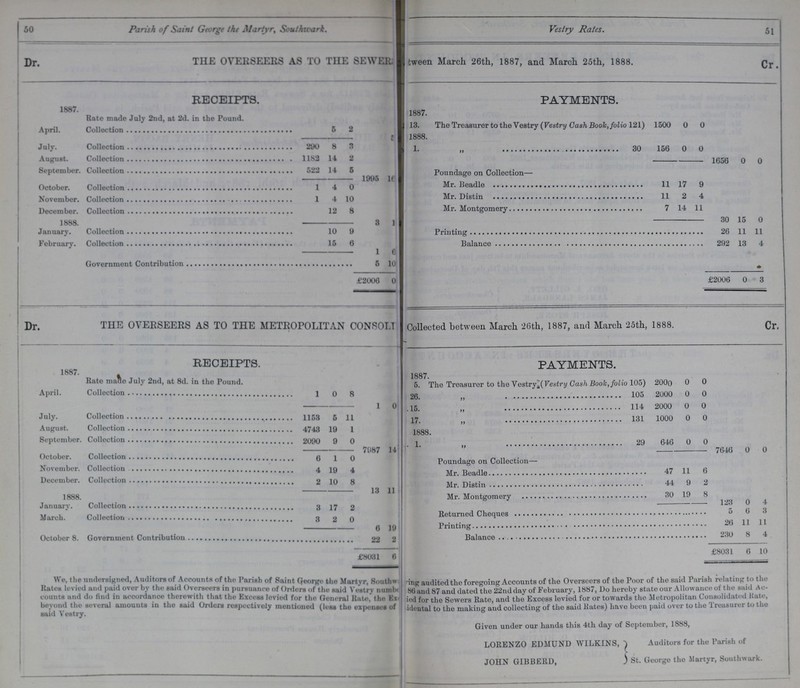 50 Parish of Saint George the Martyr, Southwark.
Dr. THE OVERSEERS AS TO THE SEWER
RECEIPTS.
1887.
Rate made July 2nd, at 2d. in the Pound.
April. Collection 5 2
July. Collection 290 8 3
August. Collection 1182 14 2
September. Collection 522 14 5
1995 16
October. Collection 1 4 0
November. Collection 1 4 10
December. Collection 12 8
1888. 3 1
January. Collection 10 9
February. Collection 15 6
1 6
Government Contribution 5 10
£2006 0
Dr. THE OVERSEERS AS TO THE METROPOLITAN CONSOLI
RECEIPTS.
1887.
Rate made July 2nd, at 8d. in the Pound.
April. Collection 1 0 8
1 0
July. Collection 1153 5 11
August. Collection 4743 19 1
September. Collection 2090 9 0
7987 14
October. Collection 6 1 0
November. Collection 4 19 4
December. Collection 2 10 8
13 11
1888.
January. Collection 3 17 2
March. Collection 3 2 0
6 19
October 8. Government Contribution 22 2
£8031 6
We, the undersigned, Auditors of Accounts of the Parish of Saint George the Martyr, Southw
Rates levied and paid over by the said Overseers in pursuance of Orders of the said Vestry numbe
counts and do find in accordance therewith that the Excess levied for the General Rate, the Ex
beyond the several amounts in the said Orders respectively mentioned (less the expenses of
said Vestry.
Vestry Rates. 51
tween March 26th, 1887, and March 25th, 1888. Cr.
PAYMENTS.
1887.
13. The Treasurer to the Vestry (Vestry Cash Book, folio 121) 1500 0 0
1888.
1. „ 30 156 0 0
1656 0 0
Poundage on Collection—
Mr. Beadle 11 17 9
Mr. Distin 11 2 4
Mr. Montgomery 7 14 11
30 15 0
Printing 26 11 11
Balance 292 13 4
£2006 0 3
Collected between March 26th, 1887, and March 25th, 1888. Cr.
PAYMENTS.
1887.
5. The Treasurer to the Vestry (Vestry Cash Book, folio 105) 2000 0 0
26. „ 105 2000 0 0
15. „ 114 2000 0 0
17. „ 131 1000 0 0
1888.
1. „ 29 646 0 0
7646 0 0
Poundage on Collection—
Mr. Beadle 47 11 6
Mr. Distin 44 9 2
Mr. Montgomery 30 19 8
123 0 4
Returned Cheques 5 6 3
Printing 26 11 11
Balance 230 8 4
£8031 6 10
ing audited the foregoing Accounts of the Overseers of the Poor of the said Parish relating to the
86 and 87 and dated the 22nd day of February, 1887, Do hereby state our Allowance of the said Ac-
ied for the Sewers Rate, and the Excess levied for or towards the Metropolitan Consolidated Rate,
idental to the making and collecting of the said Rates) have been paid over to the Treasurer to the
Given under our hands this 4th day of September, 1888,
LORENZO EDMUND WILKINS, } Auditors for the Parish of
JOHN GIBBERD, } St. George the Martyr, Southwark.